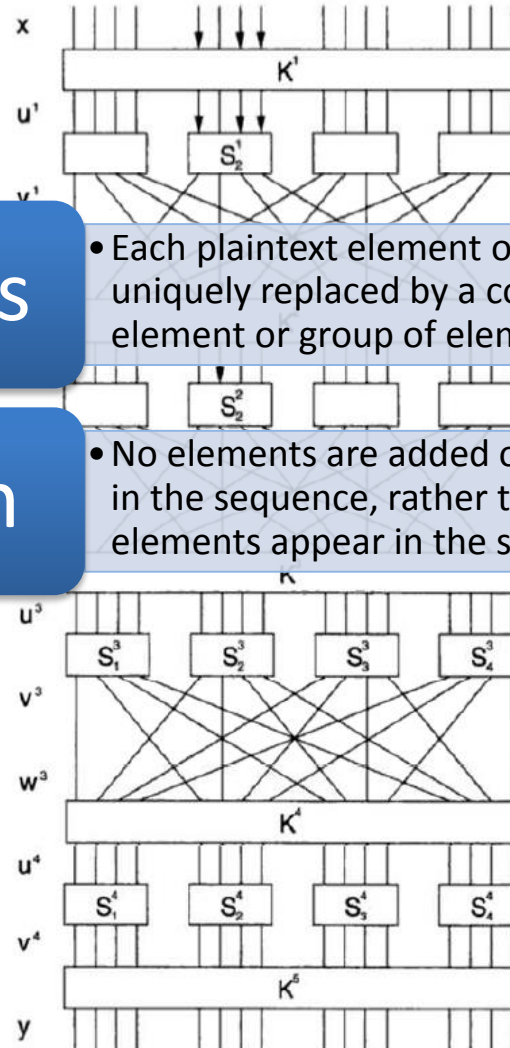 x
K¹
u¹
S₂¹
v¹
s
• Each plaintext element o
uniquely replaced by a co
element or group of elem
S₂²
n
• No elements are added o
in the sequence, rather t
elements appear in the s
u³
S₁³ S₂³ S₃³ S₄³
v³
w³
K⁴
u⁴
S₁⁴ S₂⁴ S₃⁴ S₄⁴
v⁴
K⁵
y